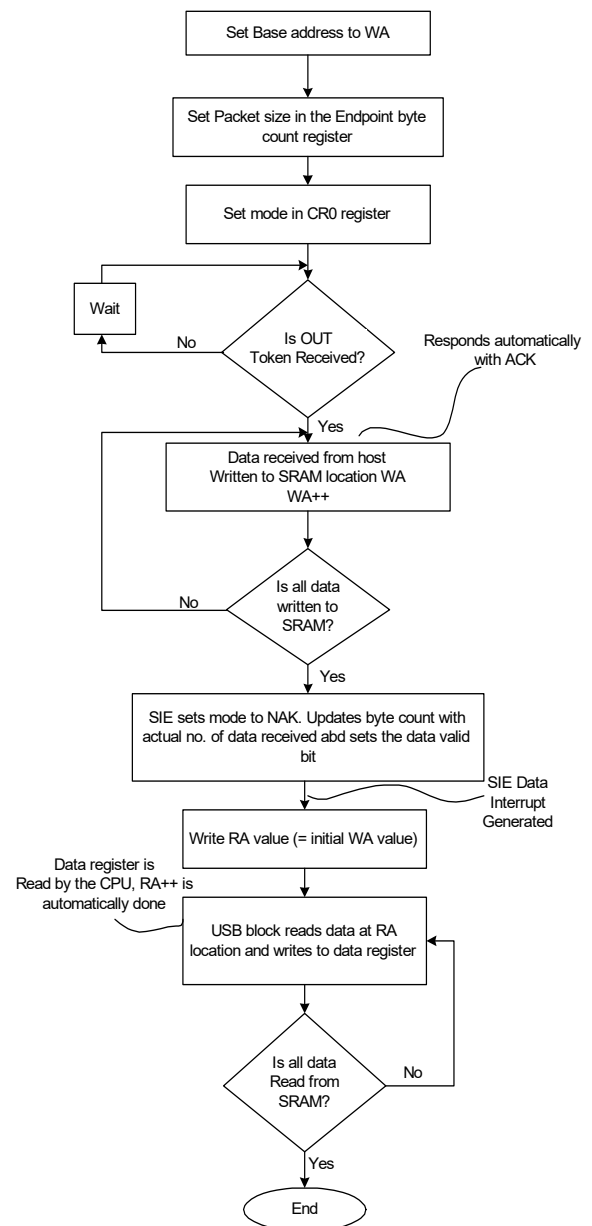 Set Base address to WA
Set Packet size in the Endpoint byte
count register
Set mode in CR0 register
Wait
No
Is OUT
Token Received?
Responds automatically
with ACK
Yes
Data received from host
Written to SRAM location WA
WA++
Is all data
written to
SRAM?
No
Yes
SIE sets mode to NAK. Updates byte count with
actual no. of data received abd sets the data valid
bit
SIE Data
Interrupt
Generated
Write RA value (= initial WA value)
Data register is
Read by the CPU, RA++ is
automatically done
USB block reads data at RA
location and writes to data register
Is all data
Read from
SRAM?
No
Yes
End